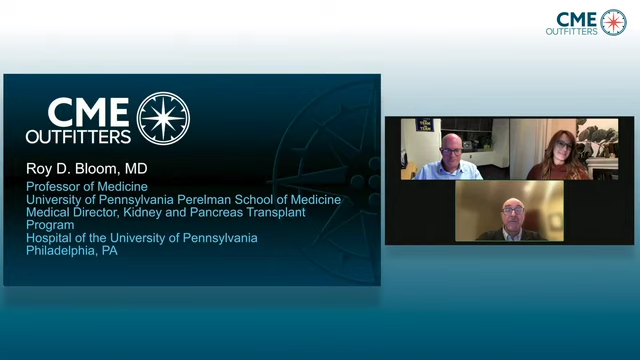 CME
OUTFITTERS
CME
OUTFITTERS
Roy D. Bloom, MD
Professor of Medicine
University of Pennsylvania Perelman School of Medicine
Medical Director, Kidney and Pancreas Transplant
Program
Hospital of the University of Pennsylvania
Philadelphia, PA